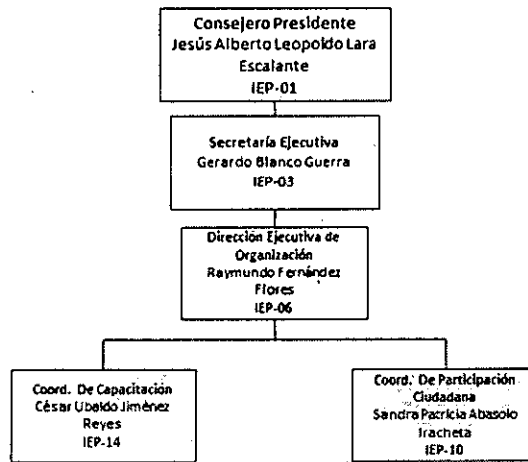 Consejero Presidente
Jesús Alberto Leopoldo Lara
Escalante
IEP-01
Secretaría Ejecutiva
Gerardo Blanco Guerra
IEP-03
Dirección Ejecutiva de
Organización
Raymundo Fernández
Flores
IEP-06
Coord. De Capacitación
César Ubaldo Jiménez
Reyes
IEP-14
Coord. De Participación
Ciudadana
Sandra Patricia Abasolo
Iracheta
IEP-10